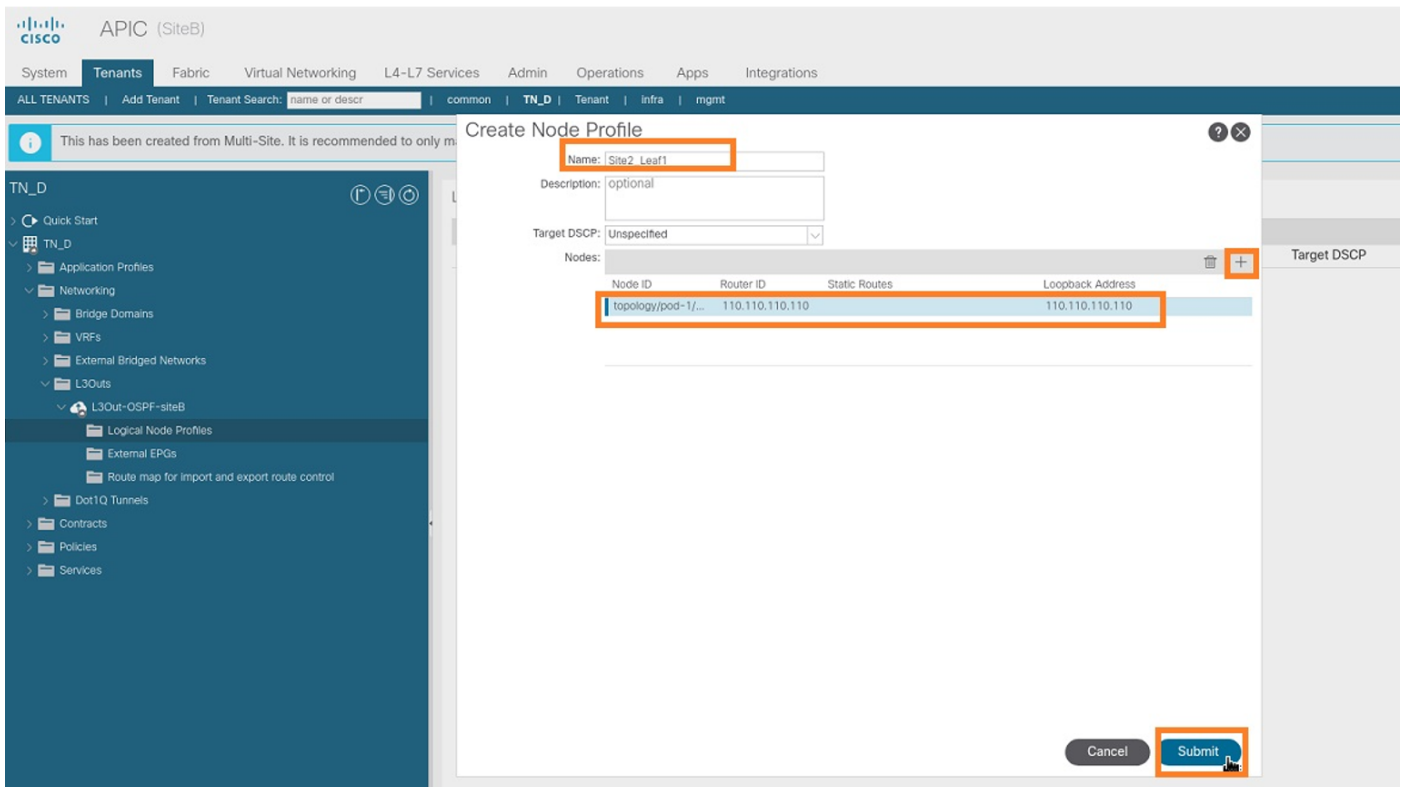 CISCO
APIC (SiteB)
System Tenants Fabric Virtual Networking L4-L7 Services Admin Operations Apps Integrations
ALL TENANTS | Add Tenant | Tenant Search: name or descr | common | TN_D | Tenant | infra | mgmt
This has been created from Multi-Site. It is recommended to only m
Create Node Profile
Name: Site2_Leaf1
Description: optional
Target DSCP: Unspecified
Nodes:
Node ID Router ID Static Routes Loopback Address
topology/pod-1/... 110.110.110.110 110.110.110.110
Cancel Submit
Target DSCP
TN_D
Quick Start
TN_D
Application Profiles
Networking
Bridge Domains
VRFs
External Bridged Networks
L3Outs
L3Out-OSPF-siteB
Logical Node Profiles
External EPGs
Route map for import and export route control
Dot1Q Tunnels
Contracts
Policies
Services